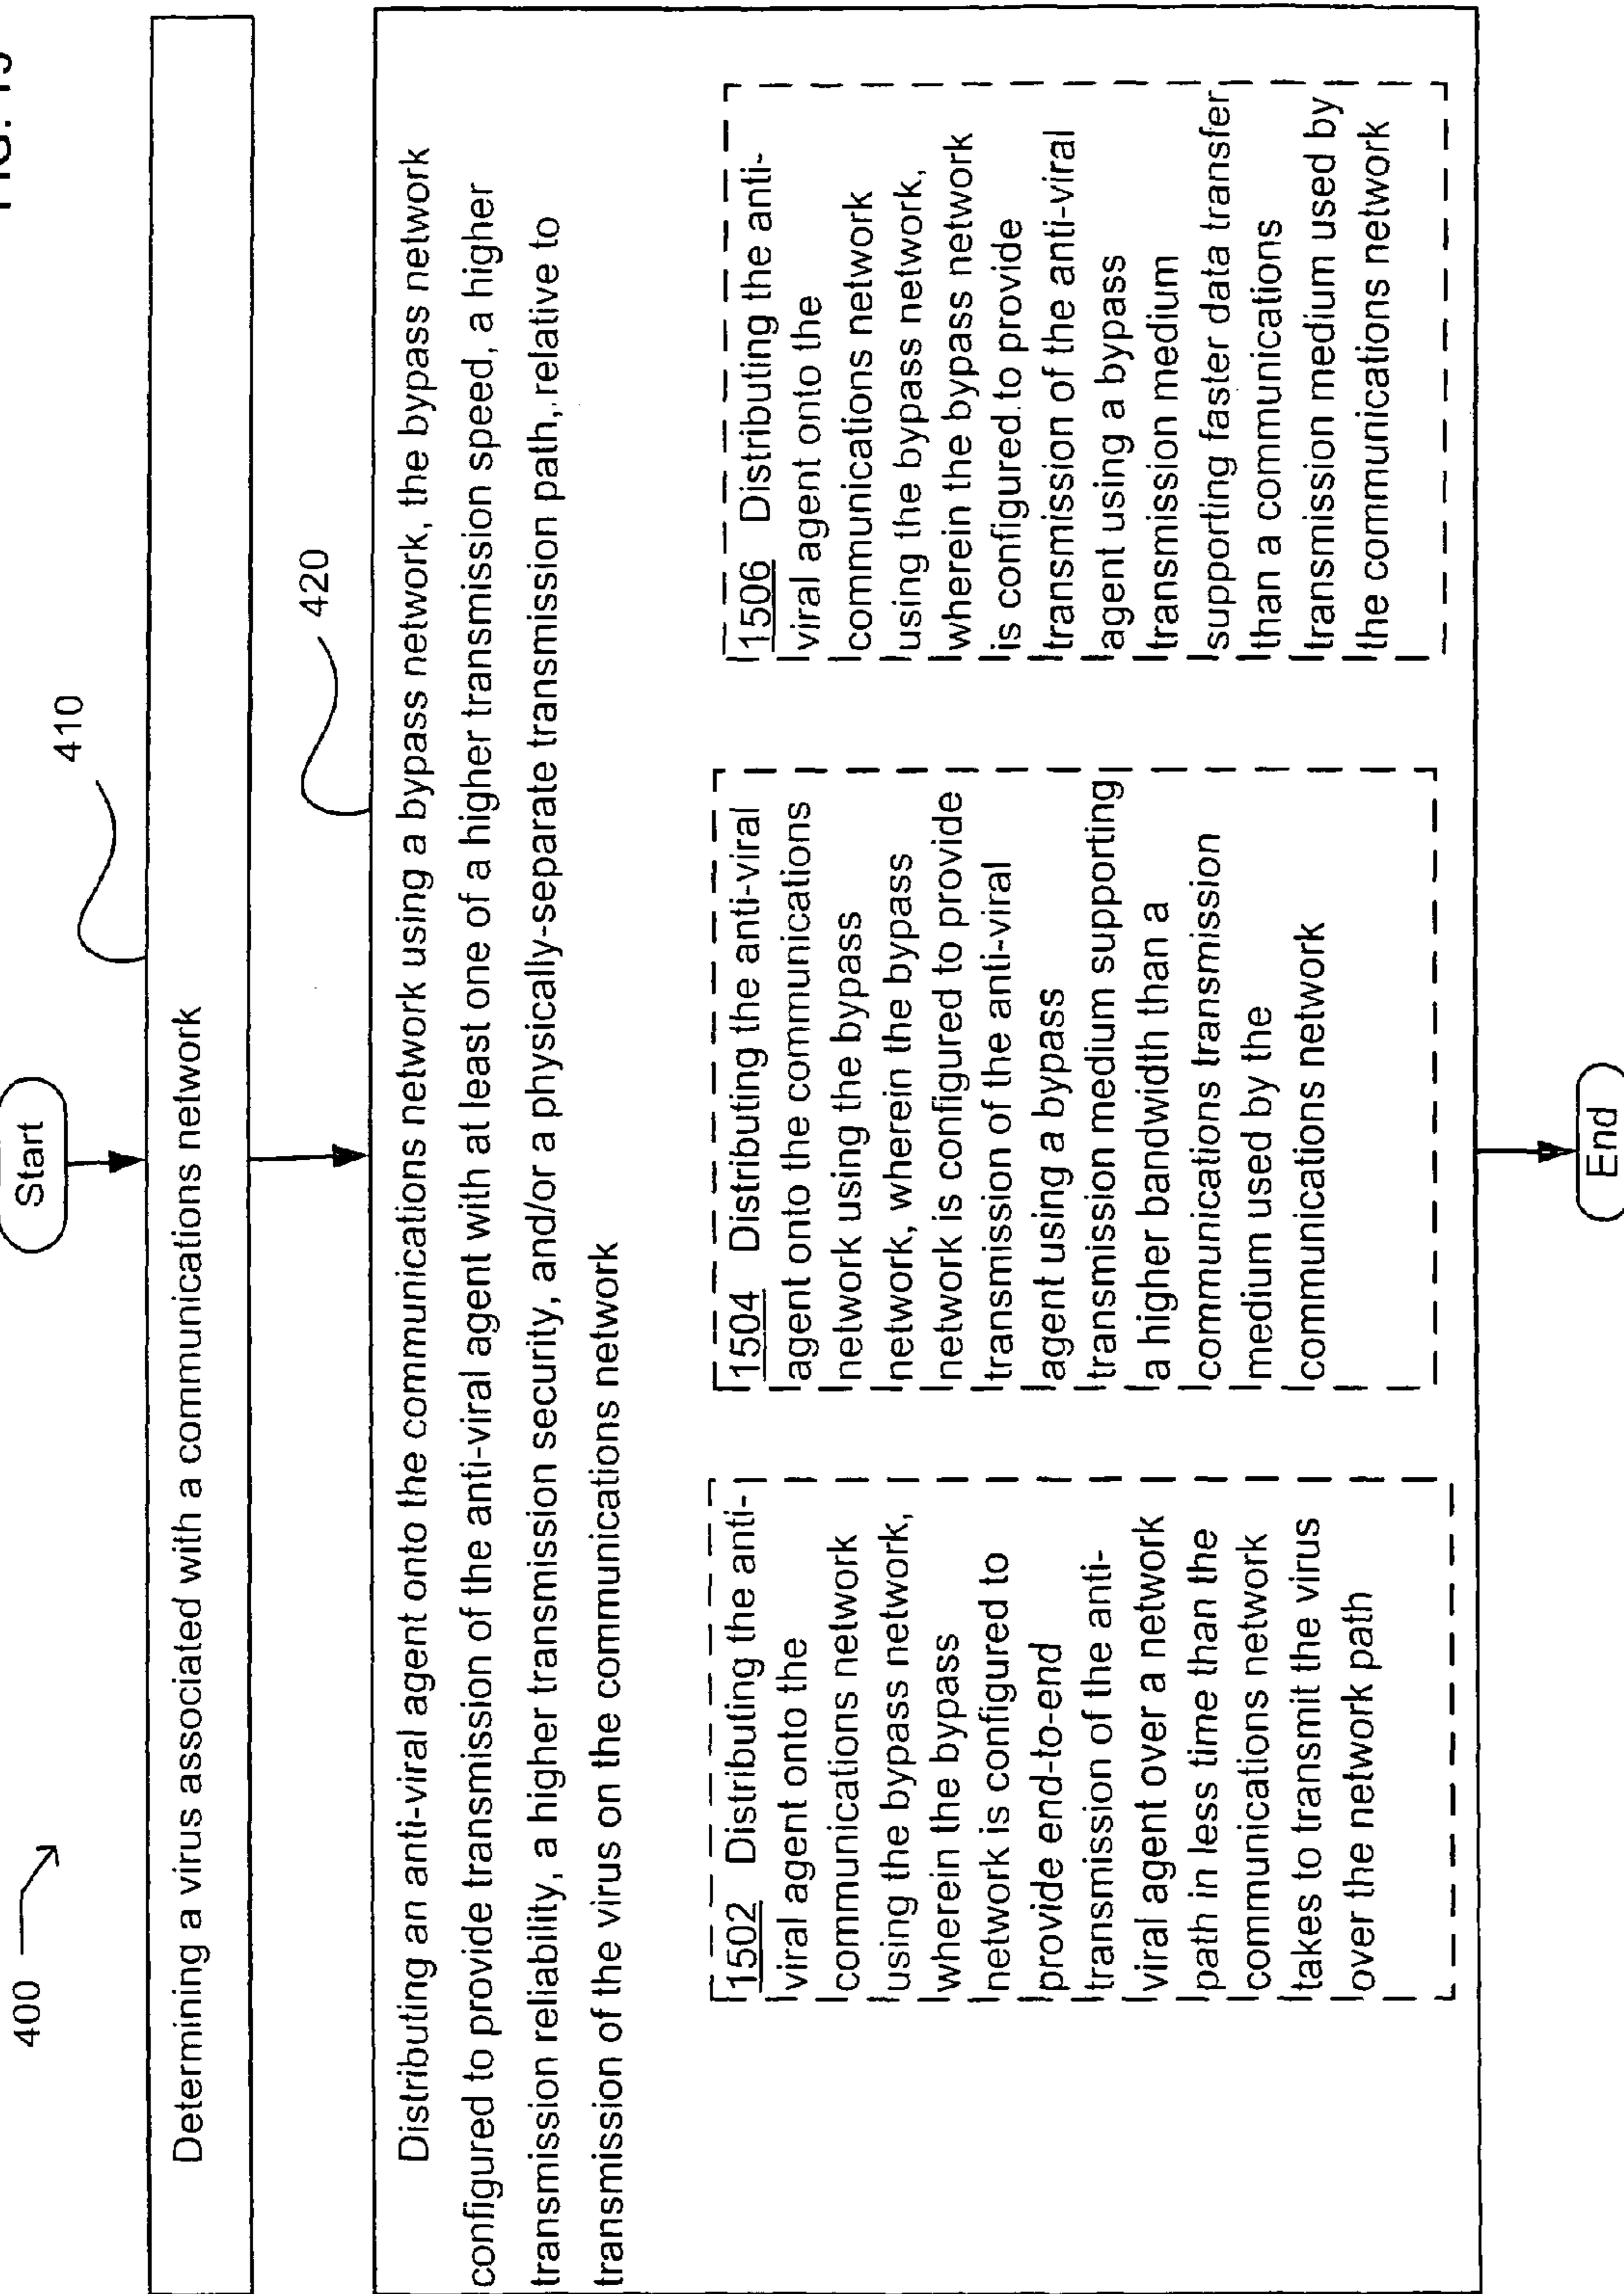 400
Start
410
Determining a virus associated with a communications network
420
Distributing an anti-viral agent onto the communications network using a bypass network, the bypass network
configured to provide transmission of the anti-viral agent with at least one of a higher transmission speed, a higher
transmission reliability, a higher transmission security, and/or a physically-separate transmission path, relative to
transmission of the virus on the communications network
1502 Distributing the anti-
viral agent onto the
communications network
using the bypass network,
wherein the bypass
network is configured to
provide end-to-end
transmission of the anti-
viral agent over a network
path in less time than the
communications network
takes to transmit the virus
over the network path
1504 Distributing the anti-viral
agent onto the communications
network using the bypass
network, wherein the bypass
network is configured to provide
transmission of the anti-viral
agent using a bypass
transmission medium supporting
a higher bandwidth than a
communications transmission
medium used by the
communications network
1506 Distributing the anti-
viral agent onto the
communications network
using the bypass network,
wherein the bypass network
is configured to provide
transmission of the anti-viral
agent using a bypass
transmission medium
supporting faster data transfer
than a communications
transmission medium used by
the communications network
End